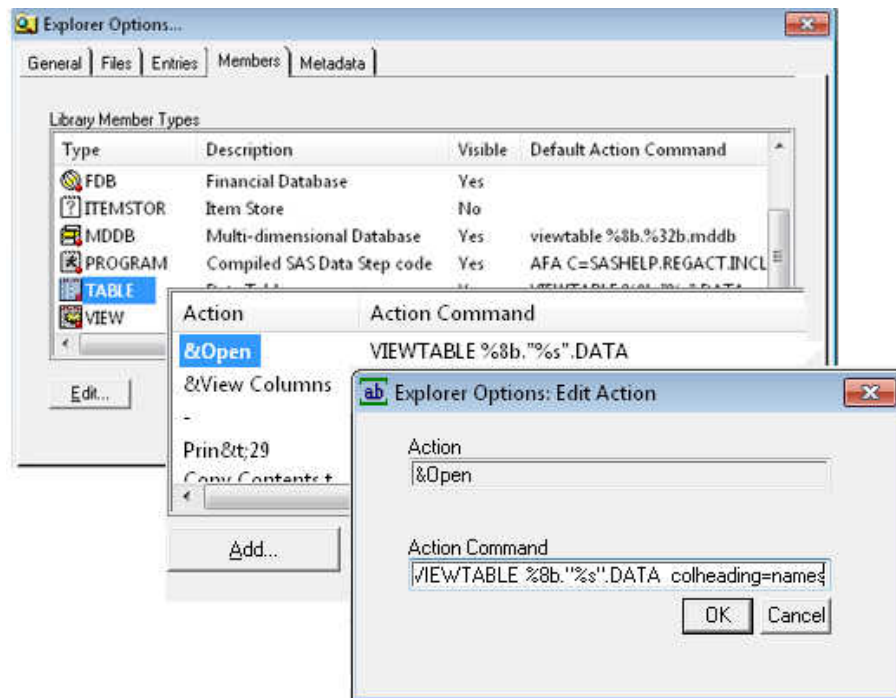 Explorer Options...
General Files Entries Members Metadata
Library Member Types
Type Description Visible Default Action Command
FDB Financial Database Yes
ITEMSTOR Item Store No
MDDB Multi-dimensional Database Yes viewtable %8b.%32b.mddb
PROGRAM Compiled SAS Data Step code Yes AFA C=SASHELP.REGACT.INCL
TABLE
VIEW
Edit...
Action Action Command
&Open VIEWTABLE %8b."%s".DATA
&View Columns
-
Prin&t;29
Copy Contents t
Add...
ab Explorer Options: Edit Action
Action
&Open
Action Command
VIEWTABLE %8b."%s".DATA colheading=names
OK Cancel